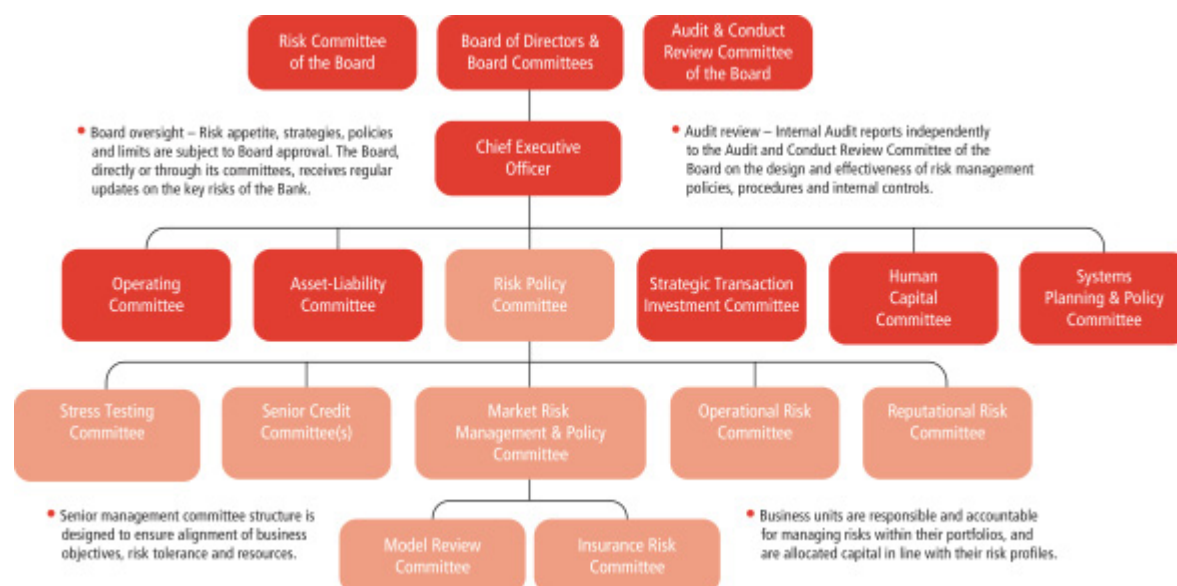 Risk Committee
of the Board
Board of Directors &
Board Committees
Audit & Conduct
Review Committee
of the Board
• Board oversight – Risk appetite, strategies, policies
and limits are subject to Board approval. The Board,
directly or through its committees, receives regular
updates on the key risks of the Bank.
Chief Executive
Officer
• Audit review – Internal Audit reports independently
to the Audit and Conduct Review Committee of the
Board on the design and effectiveness of risk management
policies, procedures and internal controls.
Operating
Committee
Asset-Liability
Committee
Risk Policy
Committee
Strategic Transaction
Investment Committee
Human
Capital
Committee
Systems
Planning & Policy
Committee
Stress Testing
Committee
Senior Credit
Committee(s)
Market Risk
Management & Policy
Committee
Operational Risk
Committee
Reputational Risk
Committee
• Senior management committee structure is
designed to ensure alignment of business
objectives, risk tolerance and resources.
Model Review
Committee
Insurance Risk
Committee
• Business units are responsible and accountable
for managing risks within their portfolios, and
are allocated capital in line with their risk profiles.